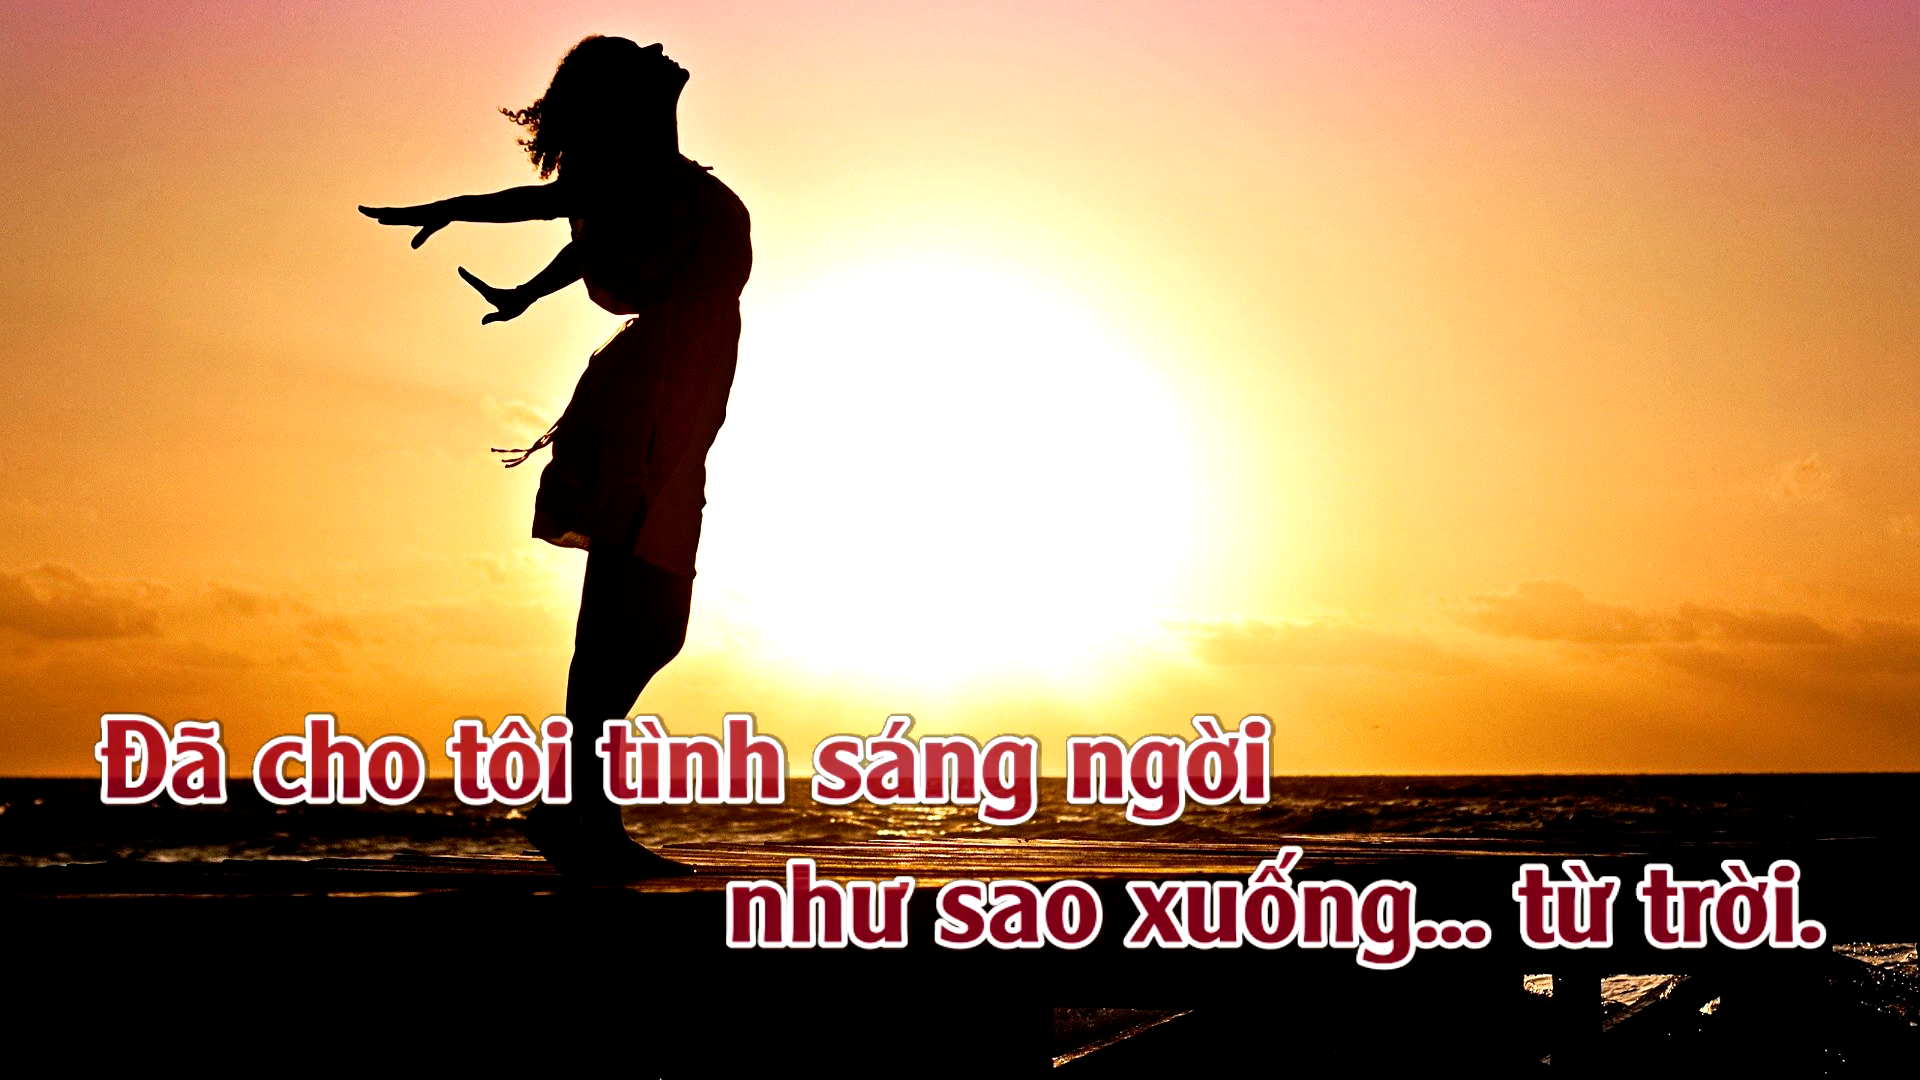 Đã cho tôi tình sáng ngời
như sao xuống... từ trời.